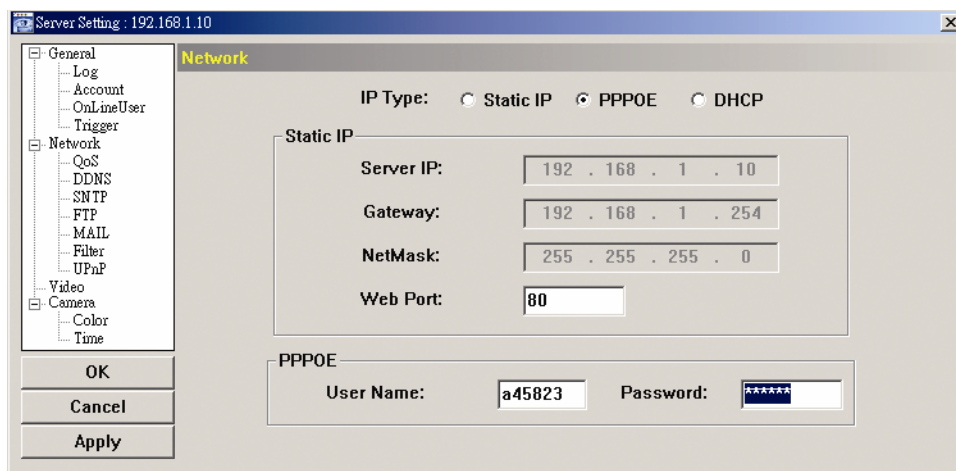 Server Setting : 192.168.1.10
General
Log
Account
OnLineUser
Trigger
Network
QoS
DDNS
SNTP
FTP
MAIL
Filter
UPnP
Video
Camera
Color
Time
OK
Cancel
Apply
Network
IP Type: Static IP PPPOE DHCP
Static IP
Server IP: 192 . 168 . 1 . 10
Gateway: 192 . 168 . 1 . 254
NetMask: 255 . 255 . 255 . 0
Web Port: 80
PPPOE
User Name: a45823 Password: ******